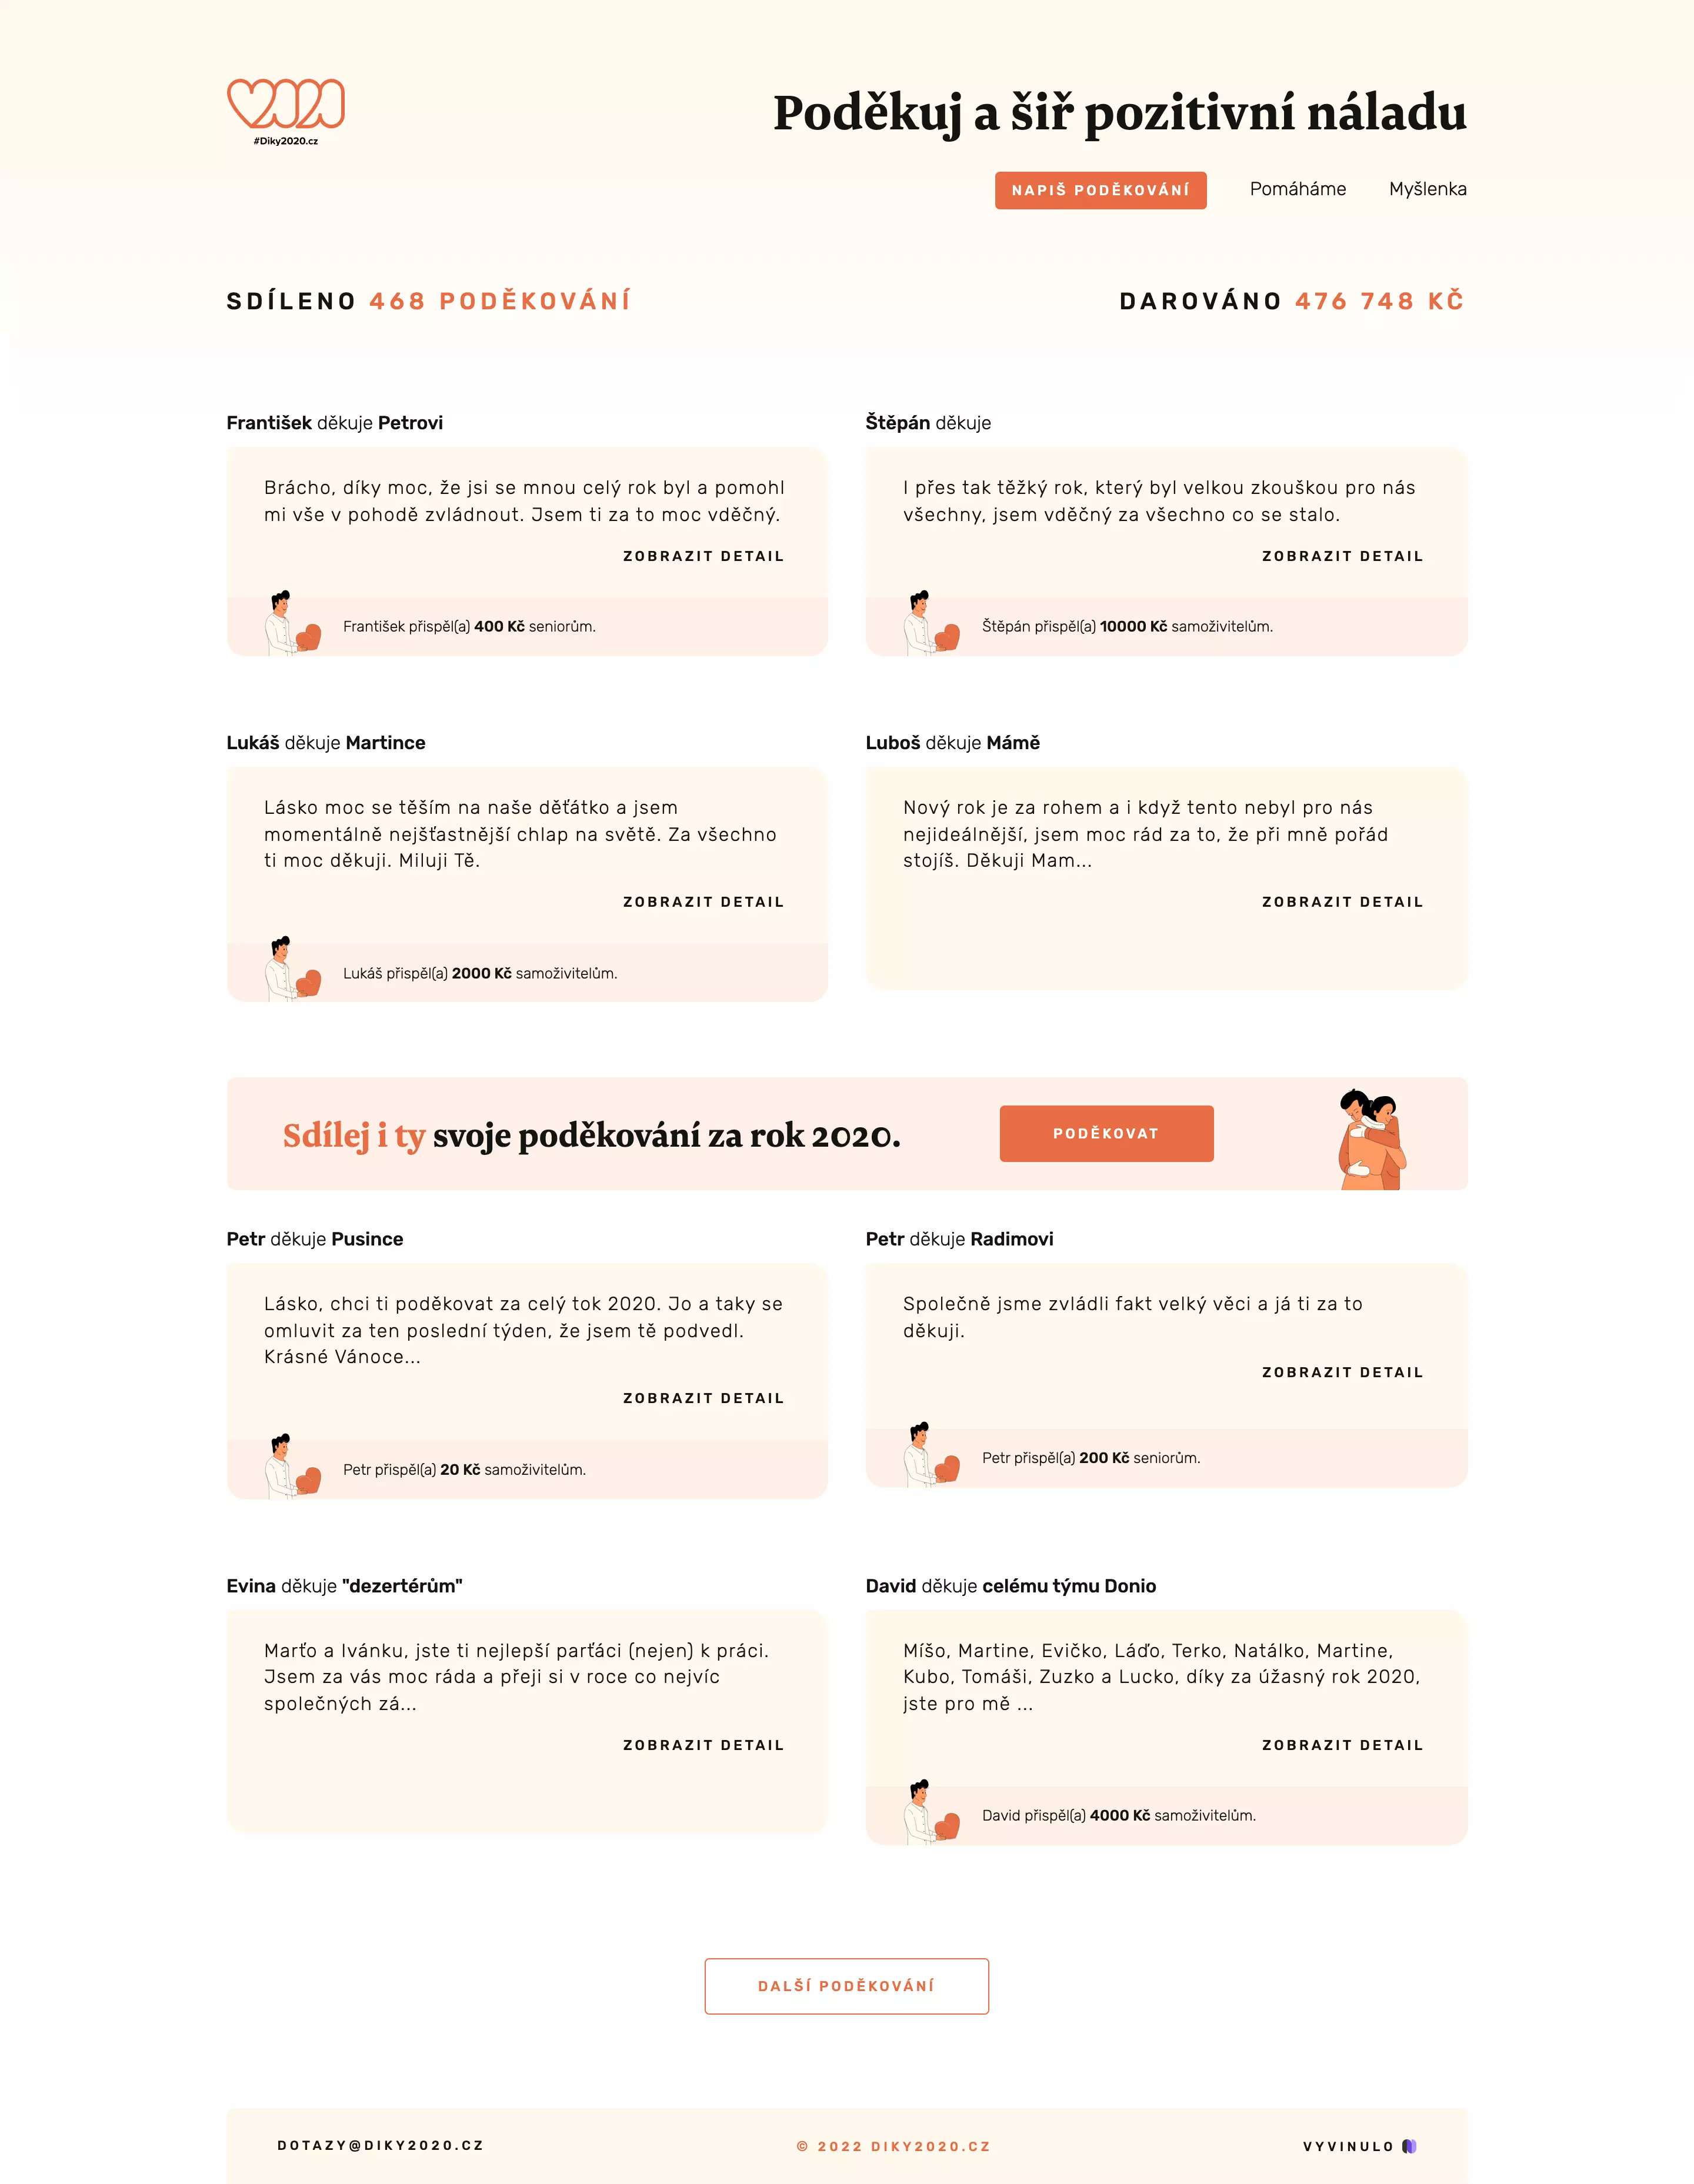 #Diky2020.cz
Poděkuj a šiř pozitivní náladu
NAPIŠ PODĚKOVÁNÍ
Pomáháme
Myšlenka
SDÍLENO 468 PODĚKOVÁNÍ
DAROVÁNO 476 748 KČ
František děkuje Petrovi
Brácho, díky moc, že jsi se mnou celý rok byl a pomohl
mi vše v pohodě zvládnout. Jsem ti za to moc vděčný.
ZOBRAZIT DETAIL
František přispěl(a) 400 Kč seniorům.
Štěpán děkuje
I přes tak těžký rok, který byl velkou zkouškou pro nás
všechny, jsem vděčný za všechno co se stalo.
ZOBRAZIT DETAIL
Štěpán přispěl(a) 10000 Kč samoživitelům.
Lukáš děkuje Martince
Lásko moc se těším na naše děťátko a jsem
momentálně nejšťastnější chlap na světě. Za všechno
ti moc děkuji. Miluji Tě.
ZOBRAZIT DETAIL
Lukáš přispěl(a) 2000 Kč samoživitelům.
Luboš děkuje Mámě
Nový rok je za rohem a i když tento nebyl pro nás
nejideálnější, jsem moc rád za to, že při mně pořád
stojíš. Děkuji Mam...
ZOBRAZIT DETAIL
Sdílej i ty svoje poděkování za rok 2020.
PODĚKOVAT
Petr děkuje Pusince
Lásko, chci ti poděkovat za celý tok 2020. Jo a taky se
omluvit za ten poslední týden, že jsem tě podvedl.
Krásné Vánoce...
ZOBRAZIT DETAIL
Petr přispěl(a) 20 Kč samoživitelům.
Petr děkuje Radimovi
Společně jsme zvládli fakt velký věci a já ti za to
děkuji.
ZOBRAZIT DETAIL
Petr přispěl(a) 200 Kč seniorům.
Evina děkuje "dezertérům"
Marťo a Ivánku, jste ti nejlepší parťáci (nejen) k práci.
Jsem za vás moc ráda a přeji si v roce co nejvíc
společných zá...
ZOBRAZIT DETAIL
David děkuje celému týmu Donio
Míšo, Martine, Evičko, Láďo, Terko, Natálko, Martine,
Kubo, Tomáši, Zuzko a Lucko, díky za úžasný rok 2020,
jste pro mě ...
ZOBRAZIT DETAIL
David přispěl(a) 4000 Kč samoživitelům.
DALŠÍ PODĚKOVÁNÍ
DOTAZY@DIKY2020.CZ
© 2022 DIKY2020.CZ
VYVINULO